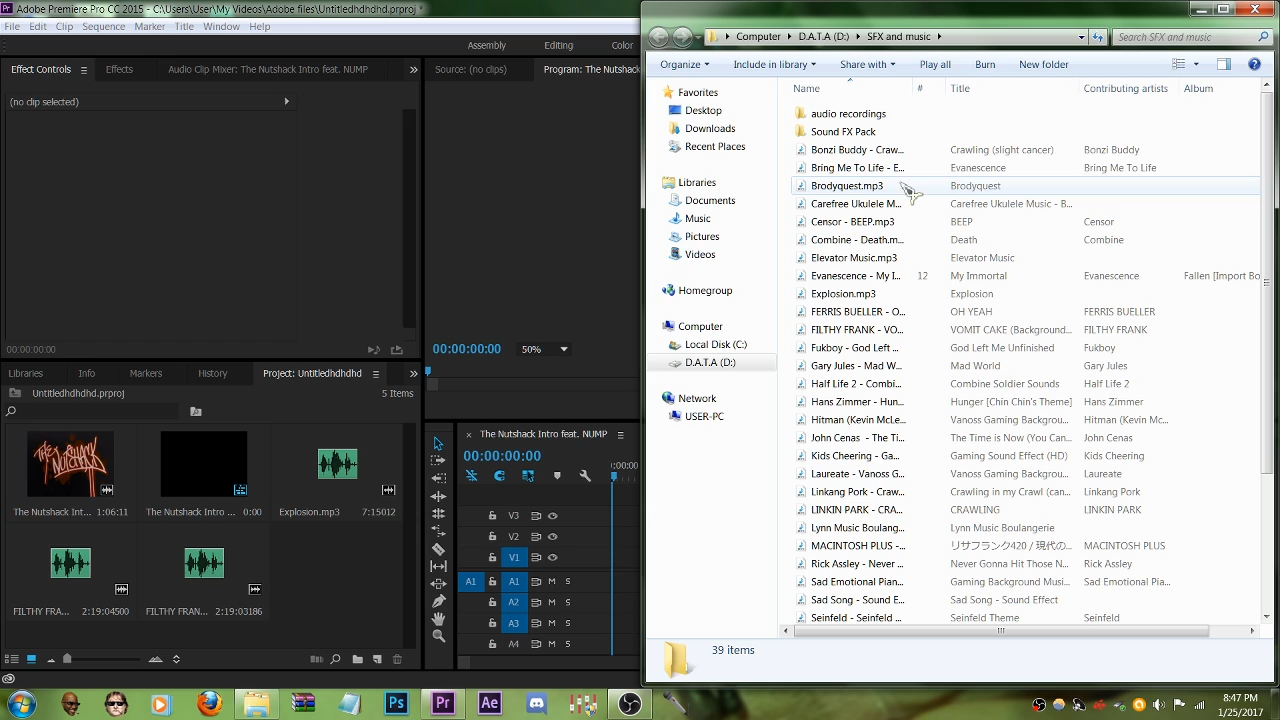 Adobe Premiere Pro CC 2015 - C:\Users\User\My Videos\Adobe files\Untitledhdhdhd.prproj *
File Edit Clip Sequence Marker Title Window Help
Assembly Editing Color
Effect Controls Effects Audio Clip Mixer: The Nutshack Intro feat. NUMP
Source: (no clips) Program: The Nutshack
(no clip selected)
00:00:00:00
00:00:00:00 50%
Libraries Info Markers History Project: Untitledhdhdhd
Untitledhdhdhd.prproj 5 Items
THE NUTSHACK
The Nutshack Int... 1:06:11
The Nutshack Intro ... 0:00
Explosion.mp3 7:15012
FILTHY FRA... 2:19:04500
FILTHY FRAN... 2:19:03186
The Nutshack Intro feat. NUMP
00:00:00:00
:00:00
V3
V2
V1
A1 A1 M S
A2 M S
A3 M S
A4 M S
Computer D.A.T.A (D:) SFX and music
Search SFX and music
Organize Include in library Share with Play all Burn New folder
Favorites
Desktop
Downloads
Recent Places
Libraries
Documents
Music
Pictures
Videos
Homegroup
Computer
Local Disk (C:)
D.A.T.A (D:)
Network
USER-PC
Name # Title Contributing artists Album
audio recordings
Sound FX Pack
Bonzi Buddy - Craw... Crawling (slight cancer) Bonzi Buddy
Bring Me To Life - E... Evanescence Bring Me To Life
Brodyquest.mp3 Brodyquest
Carefree Ukulele M... Carefree Ukulele Music - B...
Censor - BEEP.mp3 BEEP Censor
Combine - Death.m... Death Combine
Elevator Music.mp3 Elevator Music
Evanescence - My I... 12 My Immortal Evanescence Fallen [Import Bo
Explosion.mp3 Explosion
FERRIS BUELLER - O... OH YEAH FERRIS BUELLER
FILTHY FRANK - VO... VOMIT CAKE (Background... FILTHY FRANK
Fukboy - God Left ... God Left Me Unfinished Fukboy
Gary Jules - Mad W... Mad World Gary Jules
Half Life 2 - Combi... Combine Soldier Sounds Half Life 2
Hans Zimmer - Hun... Hunger [Chin Chin's Theme] Hans Zimmer
Hitman (Kevin McLe... Vanoss Gaming Backgrou... Hitman (Kevin McL...
John Cenas - The Ti... The Time is Now (You Can... John Cenas
Kids Cheering - Ga... Gaming Sound Effect (HD) Kids Cheering
Laureate - Vanoss G... Vanoss Gaming Backgrou... Laureate
Linkang Pork - Craw... Crawling in my Crawl (can... Linkang Pork
LINKIN PARK - CRA... CRAWLING LINKIN PARK
Lynn Music Boulang... Lynn Music Boulangerie
MACINTOSH PLUS - ... リサフランク420 / 現代の... MACINTOSH PLUS
Rick Assley - Never ... Never Gonna Hit Those N... Rick Assley
Sad Emotional Pian... Gaming Background Musi... Sad Emotional Pia...
Sad Song - Sound E... Sad Song - Sound Effect
Seinfeld - Seinfeld ... Seinfeld Theme Seinfeld
39 items
Ps Pr Ae
8:47 PM
1/25/2017